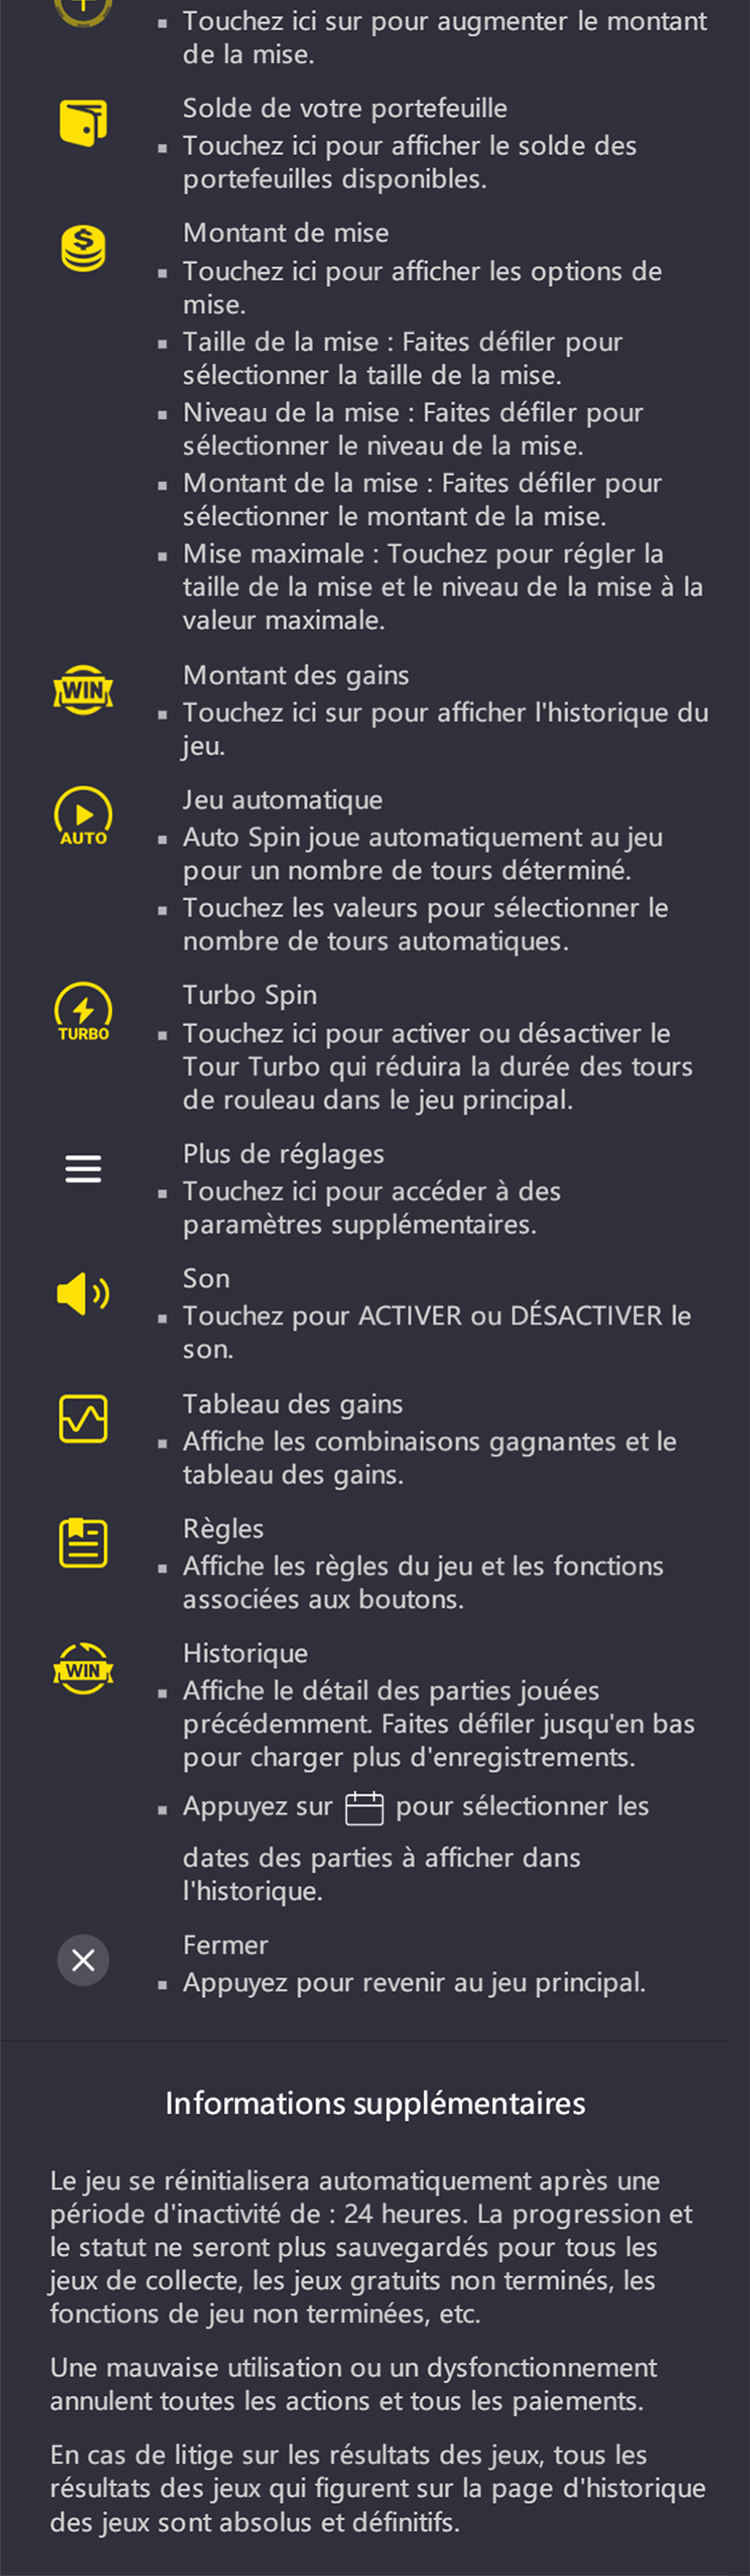 Touchez ici sur pour augmenter le montant
de la mise.
Solde de votre portefeuille
Touchez ici pour afficher le solde des
portefeuilles disponibles.
Montant de mise
Touchez ici pour afficher les options de
mise.
Taille de la mise : Faites défiler pour
sélectionner la taille de la mise.
Niveau de la mise : Faites défiler pour
sélectionner le niveau de la mise.
Montant de la mise : Faites défiler pour
sélectionner le montant de la mise.
Mise maximale : Touchez pour régler la
taille de la mise et le niveau de la mise à la
valeur maximale.
WIN
Montant des gains
Touchez ici sur pour afficher l'historique du
jeu.
AUTO
Jeu automatique
Auto Spin joue automatiquement au jeu
pour un nombre de tours déterminé.
Touchez les valeurs pour sélectionner le
nombre de tours automatiques.
TURBO
Turbo Spin
Touchez ici pour activer ou désactiver le
Tour Turbo qui réduira la durée des tours
de rouleau dans le jeu principal.
Plus de réglages
Touchez ici pour accéder à des
paramètres supplémentaires.
Son
Touchez pour ACTIVER ou DÉSACTIVER le
son.
Tableau des gains
Affiche les combinaisons gagnantes et le
tableau des gains.
Règles
Affiche les règles du jeu et les fonctions
associées aux boutons.
WIN
Historique
Affiche le détail des parties jouées
précédemment. Faites défiler jusqu'en bas
pour charger plus d'enregistrements.
Appuyez sur pour sélectionner les
dates des parties à afficher dans
l'historique.
Fermer
Appuyez pour revenir au jeu principal.
Informations supplémentaires
Le jeu se réinitialisera automatiquement après une
période d'inactivité de : 24 heures. La progression et
le statut ne seront plus sauvegardés pour tous les
jeux de collecte, les jeux gratuits non terminés, les
fonctions de jeu non terminées, etc.
Une mauvaise utilisation ou un dysfonctionnement
annulent toutes les actions et tous les paiements.
En cas de litige sur les résultats des jeux, tous les
résultats des jeux qui figurent sur la page d'historique
des jeux sont absolus et définitifs.